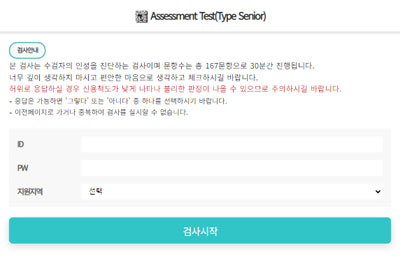 Assessment Test(Type Senior)
검사안내
본 검사는 수검자의 인성을 진단하는 검사이며 문항수는 총 167문항으로 30분간 진행됩니다.
너무 깊이 생각하지 마시고 편안한 마음으로 생각하고 체크하시길 바랍니다.
허위로 응답하실 경우 신용척도가 낮게 나타나 불리한 판정이 나올 수 있으므로 주의하시길 바랍니다.
- 응답은 가능하면 '그렇다' 또는 '아니다' 중 하나를 선택하시기 바랍니다.
- 이전페이지로 가거나 중복하여 검사를 실시할 수 없습니다.
ID
PW
지원지역
선택
검사시작